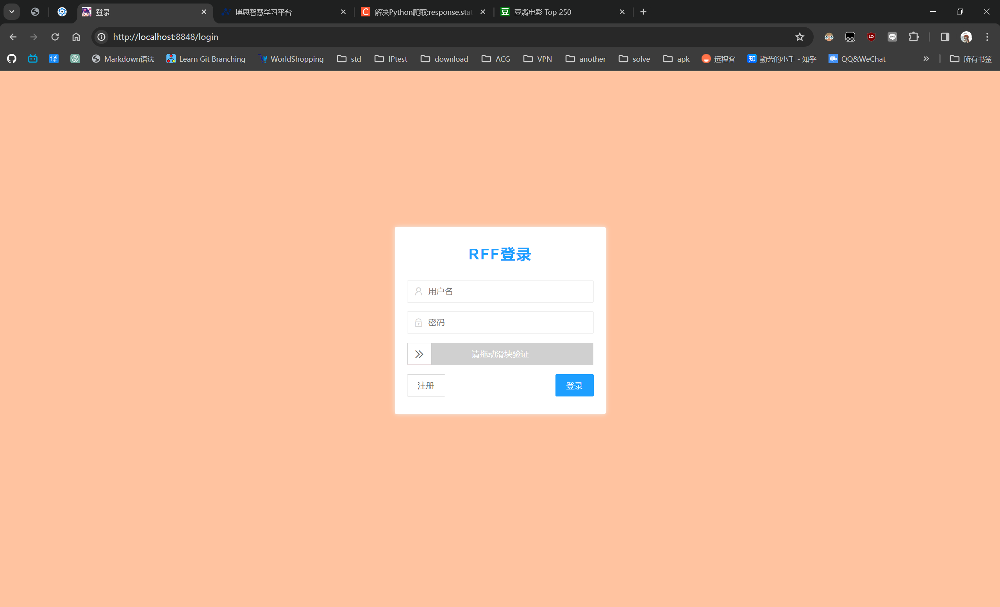 登录
博思智慧学习平台
解决Python爬取:response.stat
豆瓣电影 Top 250
http://localhost:8848/login
译
Markdown语法
Learn Git Branching
WorldShopping
std
IPtest
download
ACG
VPN
another
solve
apk
远程客
知
勤劳的小手 - 知乎
QQ&WeChat
所有书签
RFF登录
用户名
密码
请拖动滑块验证
注册
登录